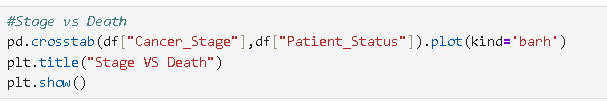 #Stage vs Death
pd.crosstab(df["Cancer_Stage"],df["Patient_Status"]).plot(kind='barh')
plt.title("Stage VS Death")
plt.show()